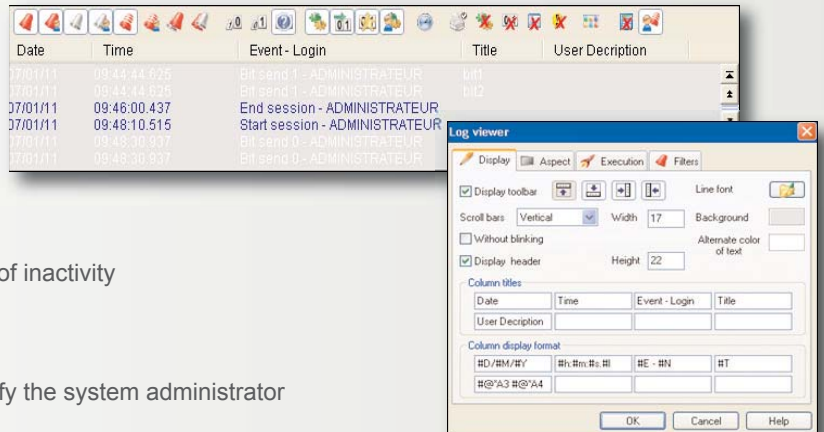 Date Time Event - Login Title User Decription
07/01/11 09:44:44.625 Bit send 1 - ADMINISTRATEUR bit1
07/01/11 09:44:44.625 Bit send 1 - ADMINISTRATEUR bit2
07/01/11 09:46:00.437 End session - ADMINISTRATEUR
07/01/11 09:48:10.515 Start session - ADMINISTRATEUR
07/01/11 09:48:30.937 Bit send 0 - ADMINISTRATEUR
07/01/11 09:48:30.937 Bit send 0 - ADMINISTRATEUR
of inactivity
fy the system administrator
Log viewer
Display Aspect Execution Filters
Display toolbar Line font
Scroll bars Vertical Width 17 Background
Without blinking Alternate color
of text
Display header Height 22
Column titles
Date Time Event - Login Title
User Decription
Column display format
#D/#M/#Y #h:#m:#s.#l #E - #N #T
#@"A3 #@"A4
OK Cancel Help